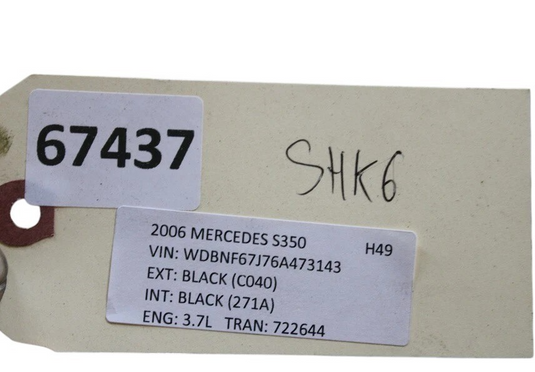 67437
SHK6
2006 MERCEDES S350 H49
VIN: WDBNF67J76A473143
EXT: BLACK (C040)
INT: BLACK (271A)
ENG: 3.7L TRAN: 722644